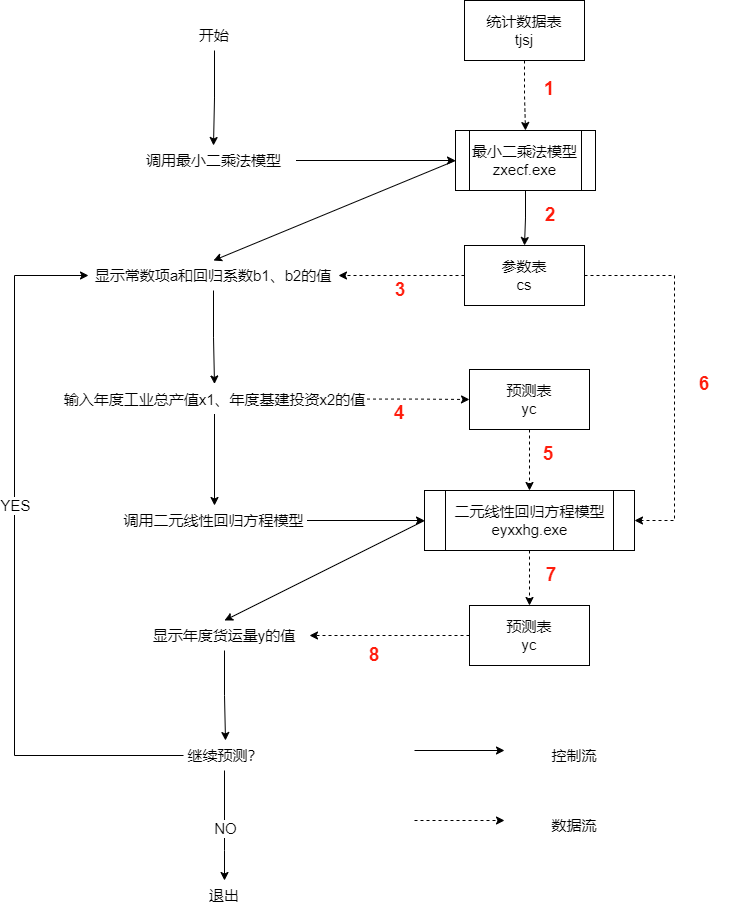 开始
统计数据表
tjsj
1
调用最小二乘法模型
最小二乘法模型
zxecf.exe
2
显示常数项a和回归系数b1、b2的值
3
参数表
cs
6
输入年度工业总产值x1、年度基建投资x2的值
4
预测表
yc
5
YES
调用二元线性回归方程模型
二元线性回归方程模型
eyxxhg.exe
7
显示年度货运量y的值
8
预测表
yc
继续预测?
控制流
NO
数据流
退出